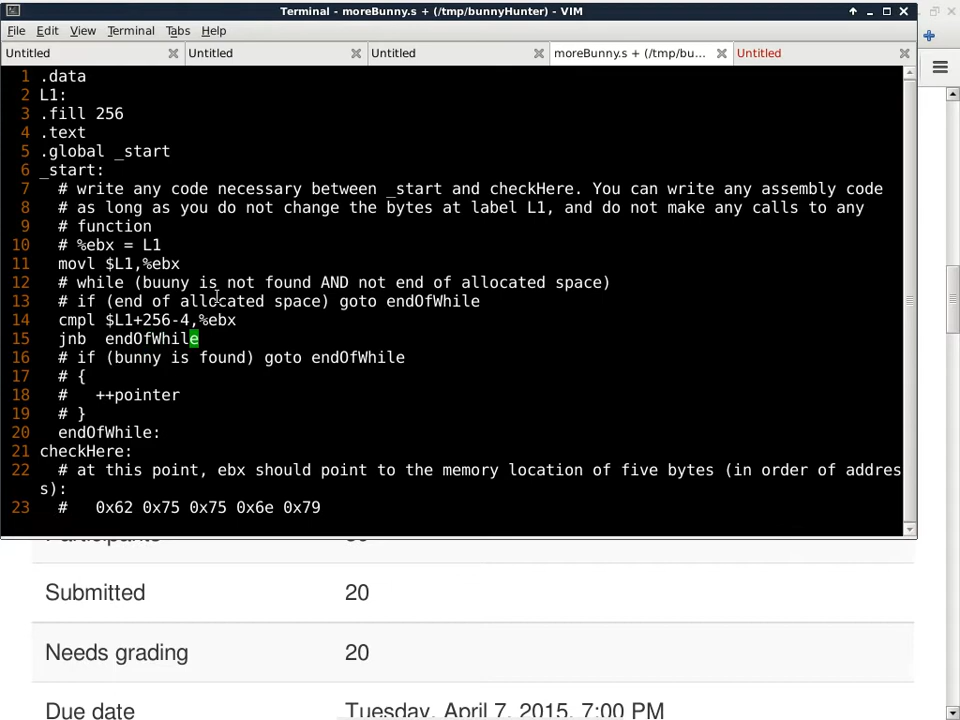 Terminal - moreBunny.s + (/tmp/bunnyHunter) - VIM
File Edit View Terminal Tabs Help
Untitled Untitled Untitled moreBunny.s + (/tmp/bu... Untitled
1 .data
2 L1:
3 .fill 256
4 .text
5 .global _start
6 _start:
7 # write any code necessary between _start and checkHere. You can write any assembly code
8 # as long as you do not change the bytes at label L1, and do not make any calls to any
9 # function
10 # %ebx = L1
11 movl $L1,%ebx
12 # while (buuny is not found AND not end of allocated space)
13 # if (end of allocated space) goto endOfWhile
14 cmpl $L1+256-4,%ebx
15 jnb endOfWhile
16 # if (bunny is found) goto endOfWhile
17 # {
18 # ++pointer
19 # }
20 endOfWhile:
21 checkHere:
22 # at this point, ebx should point to the memory location of five bytes (in order of addres
s):
23 # 0x62 0x75 0x75 0x6e 0x79
Participants
Submitted 20
Needs grading 20
Due date Tuesday, April 7, 2015, 7:00 PM